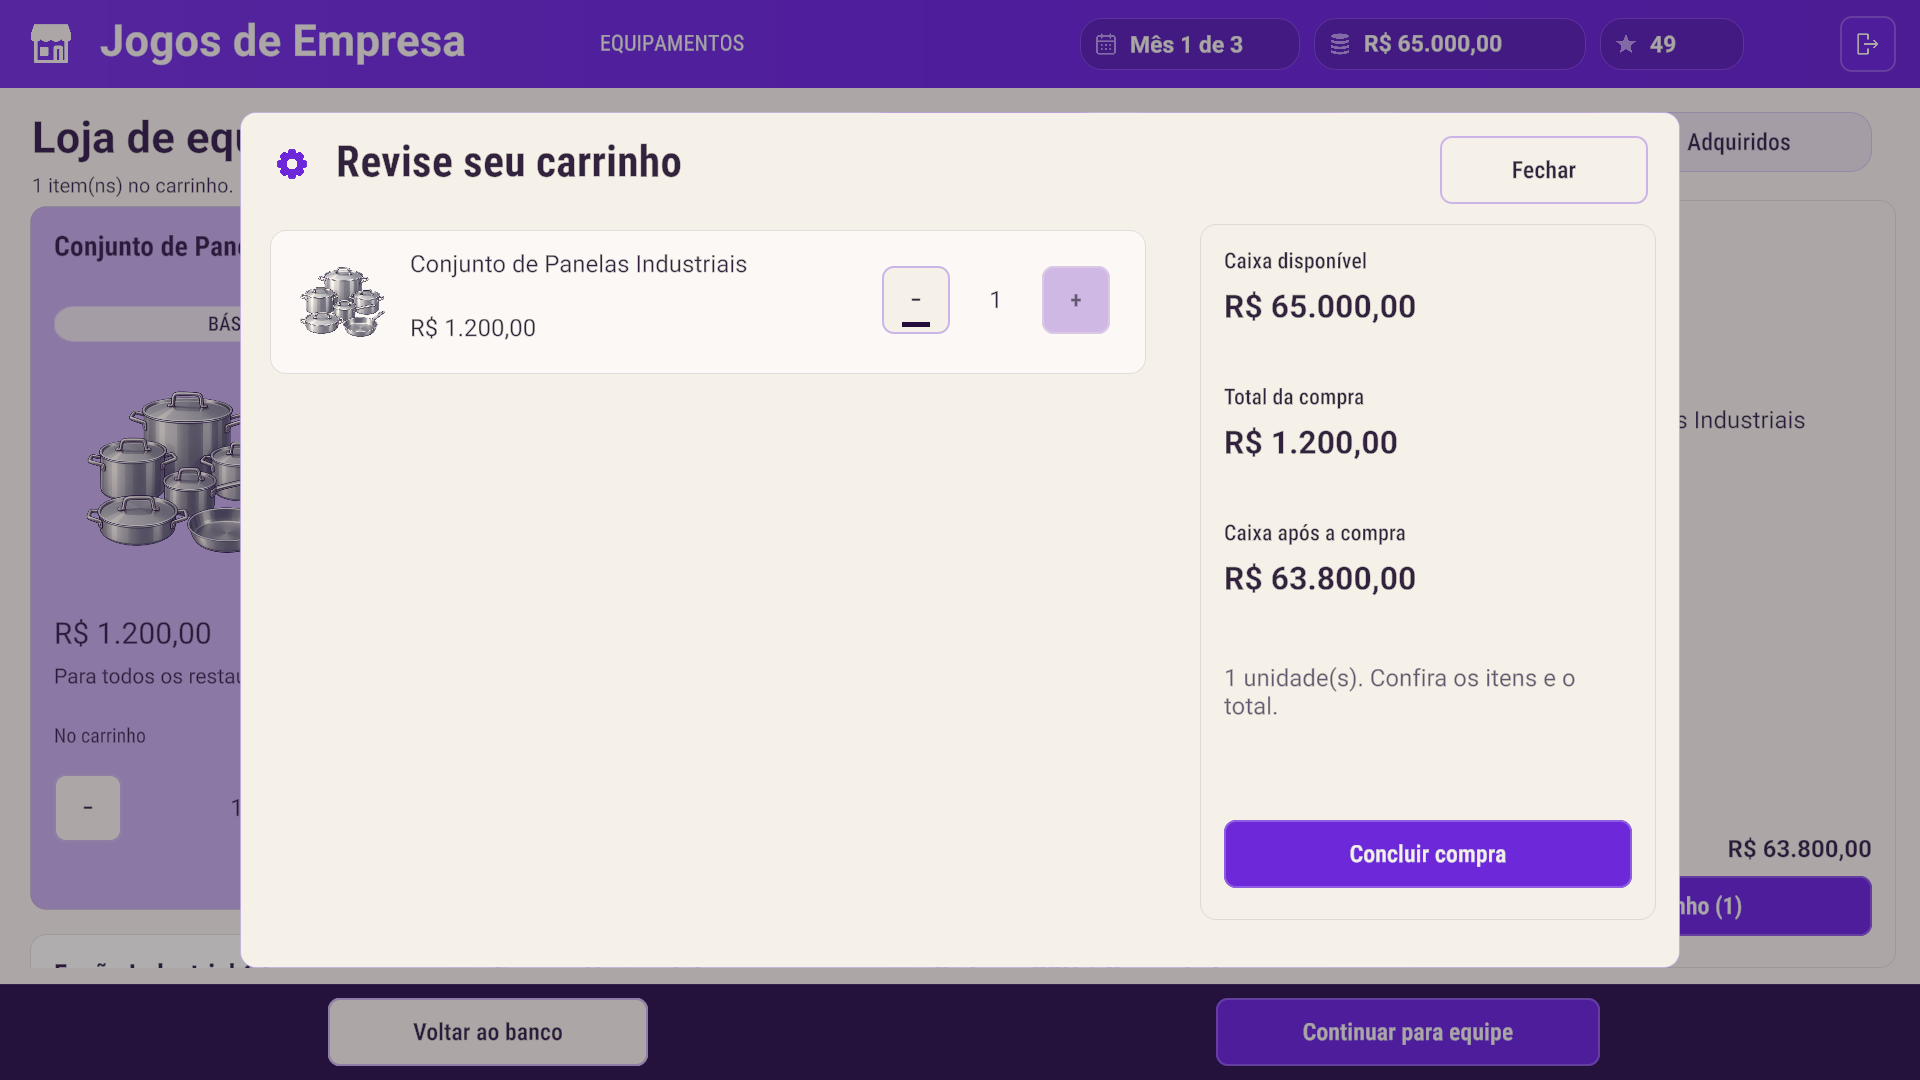 Jogos de Empresa
EQUIPAMENTOS
Mês 1 de 3
R$ 65.000,00
49
Loja de equ
1 item(ns) no carrinho.
Adquiridos
Conjunto de Pane
BÁS
R$ 1.200,00
Para todos os restau
No carrinho
-
1
Revise seu carrinho
Fechar
Conjunto de Panelas Industriais
R$ 1.200,00
-
1
+
Caixa disponível
R$ 65.000,00
Total da compra
R$ 1.200,00
Caixa após a compra
R$ 63.800,00
1 unidade(s). Confira os itens e o
total.
Concluir compra
s Industriais
R$ 63.800,00
nho (1)
Voltar ao banco
Continuar para equipe